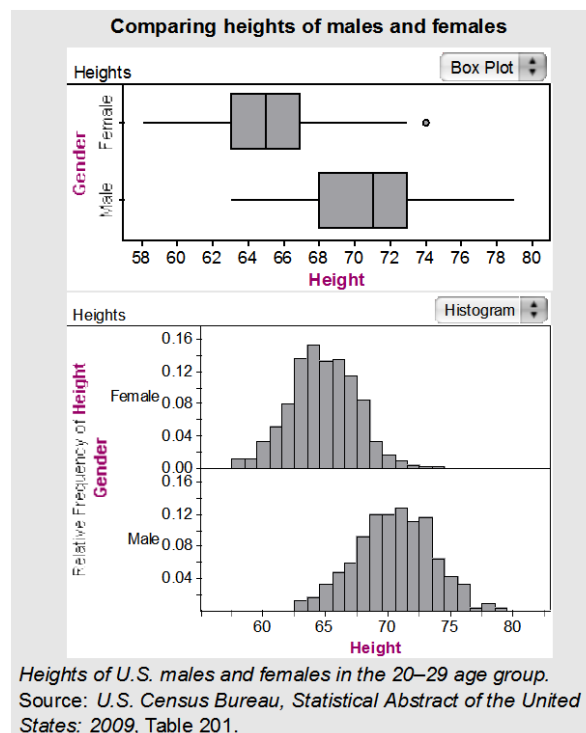 Comparing heights of males and females
Heights
Box Plot
Gender
Female
Male
58 60 62 64 66 68 70 72 74 76 78 80
Height
Heights
Histogram
Relative Frequency of Height
Gender
Female
0.16
0.12
0.08
0.04
0.00
Male
0.16
0.12
0.08
0.04
60 65 70 75 80
Height
Heights of U.S. males and females in the 20–29 age group.
Source: U.S. Census Bureau, Statistical Abstract of the United
States: 2009, Table 201.